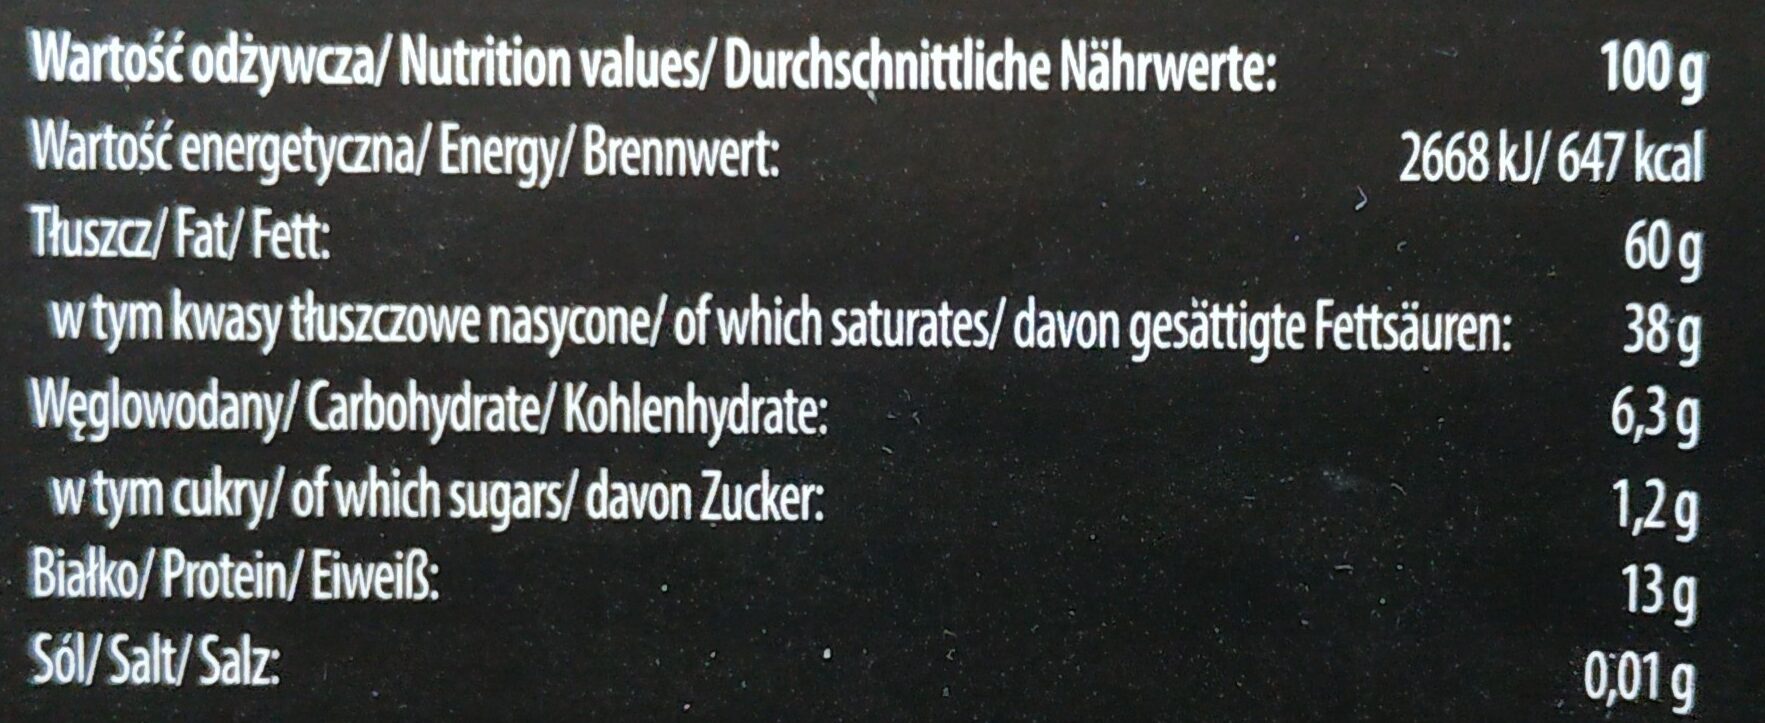 Wartość odżywcza/ Nutrition values/ Durchschnittliche Nährwerte: 100 g
Wartość energetyczna/ Energy/ Brennwert: 2668 kJ/ 647 kcal
Tłuszcz/ Fat/ Fett: 60 g
w tym kwasy tłuszczowe nasycone/ of which saturates/ davon gesättigte Fettsäuren: 38 g
Węglowodany/ Carbohydrate/ Kohlenhydrate: 6,3 g
w tym cukry/ of which sugars/ davon Zucker: 1,2 g
Białko/ Protein/ Eiweiß: 13 g
Sól/ Salt/ Salz: 0,01 g